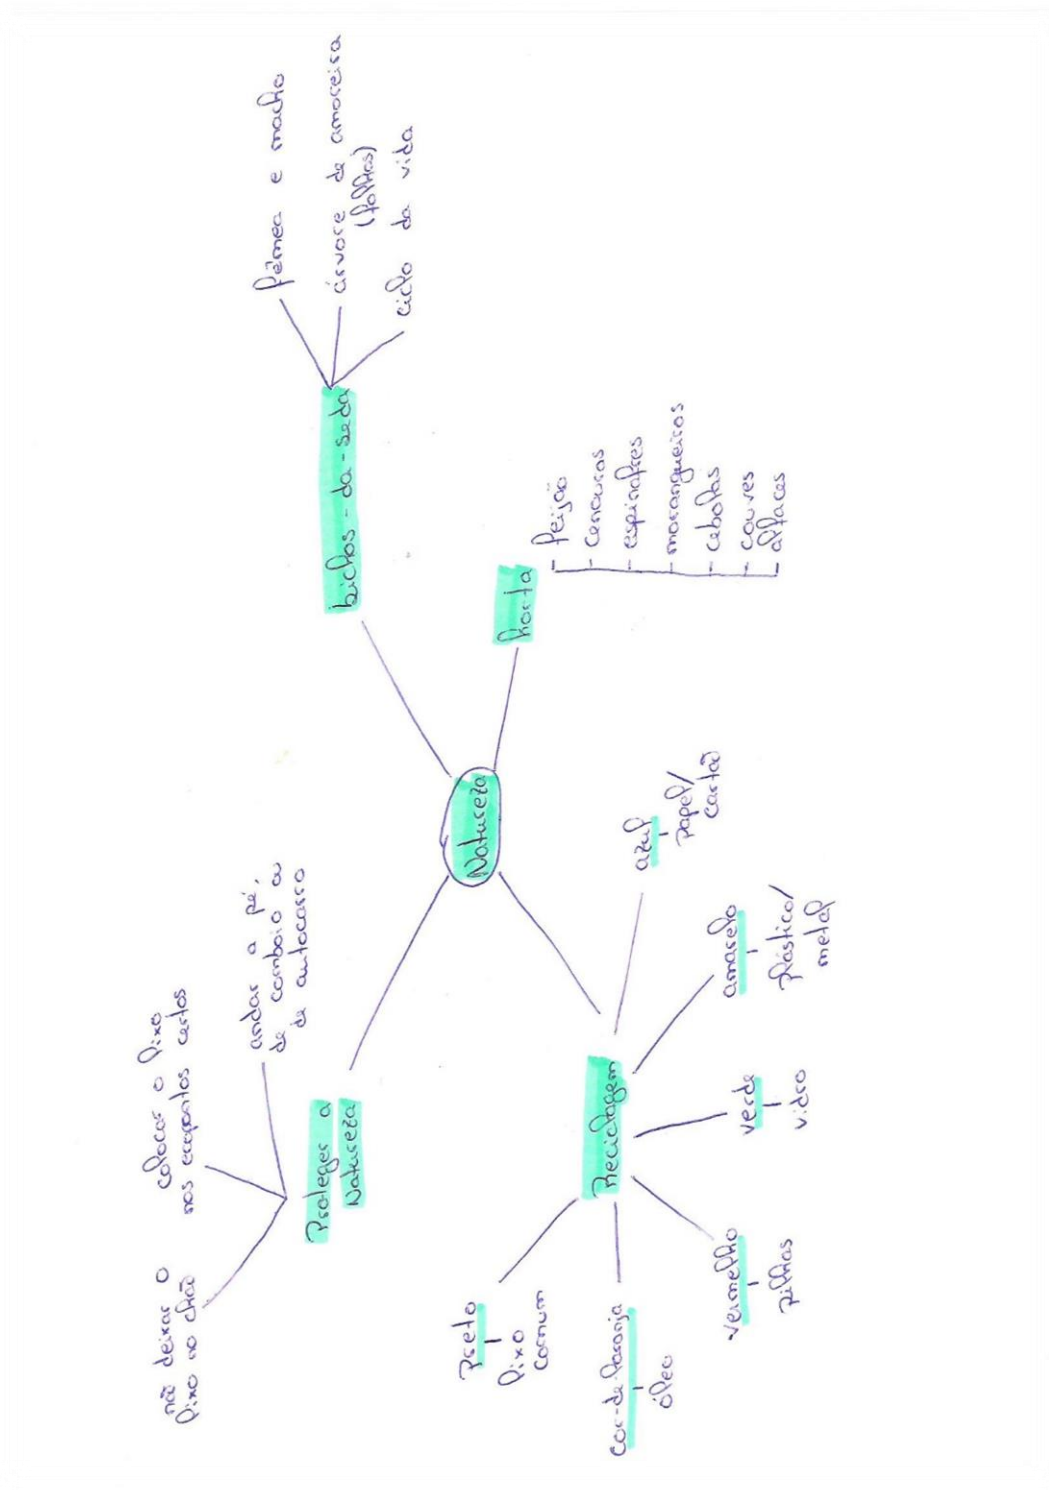 não deixar o
lixo no chão
colocar o lixo
nos ecopontos certos
andar a pé,
de comboio ou
de autocarro
Proteger a
Natureza
bichos-da-seda
fêmea e macho
árvore de amoreira
(folhas)
ciclo da vida
Natureza
horta
feijão
cenouras
espinafres
morangueiros
cebolas
couves
alfaces
Reciclagem
Preto
lixo
comum
cor-de-laranja
óleo
vermelho
pilhas
verde
vidro
amarelo
plástico/
metal
azul
papel/
cartão